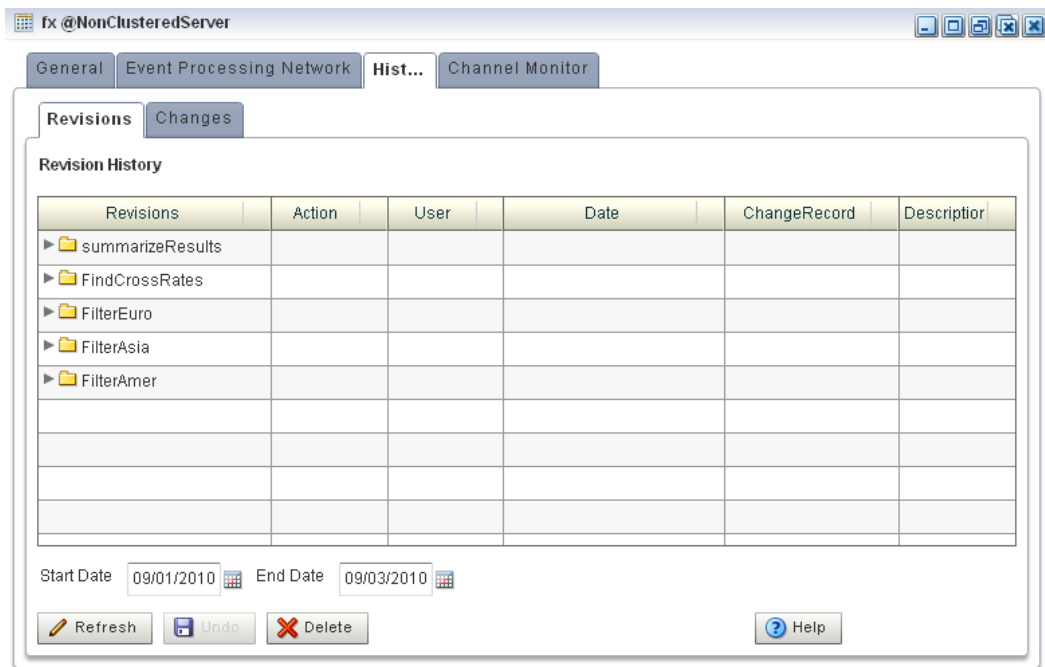 fx @NonClusteredServer
General Event Processing Network Hist... Channel Monitor
Revisions Changes
Revision History
Revisions Action User Date ChangeRecord Descriptior
summarizeResults
FindCrossRates
FilterEuro
FilterAsia
FilterAmer
Start Date 09/01/2010 End Date 09/03/2010
Refresh Undo Delete Help